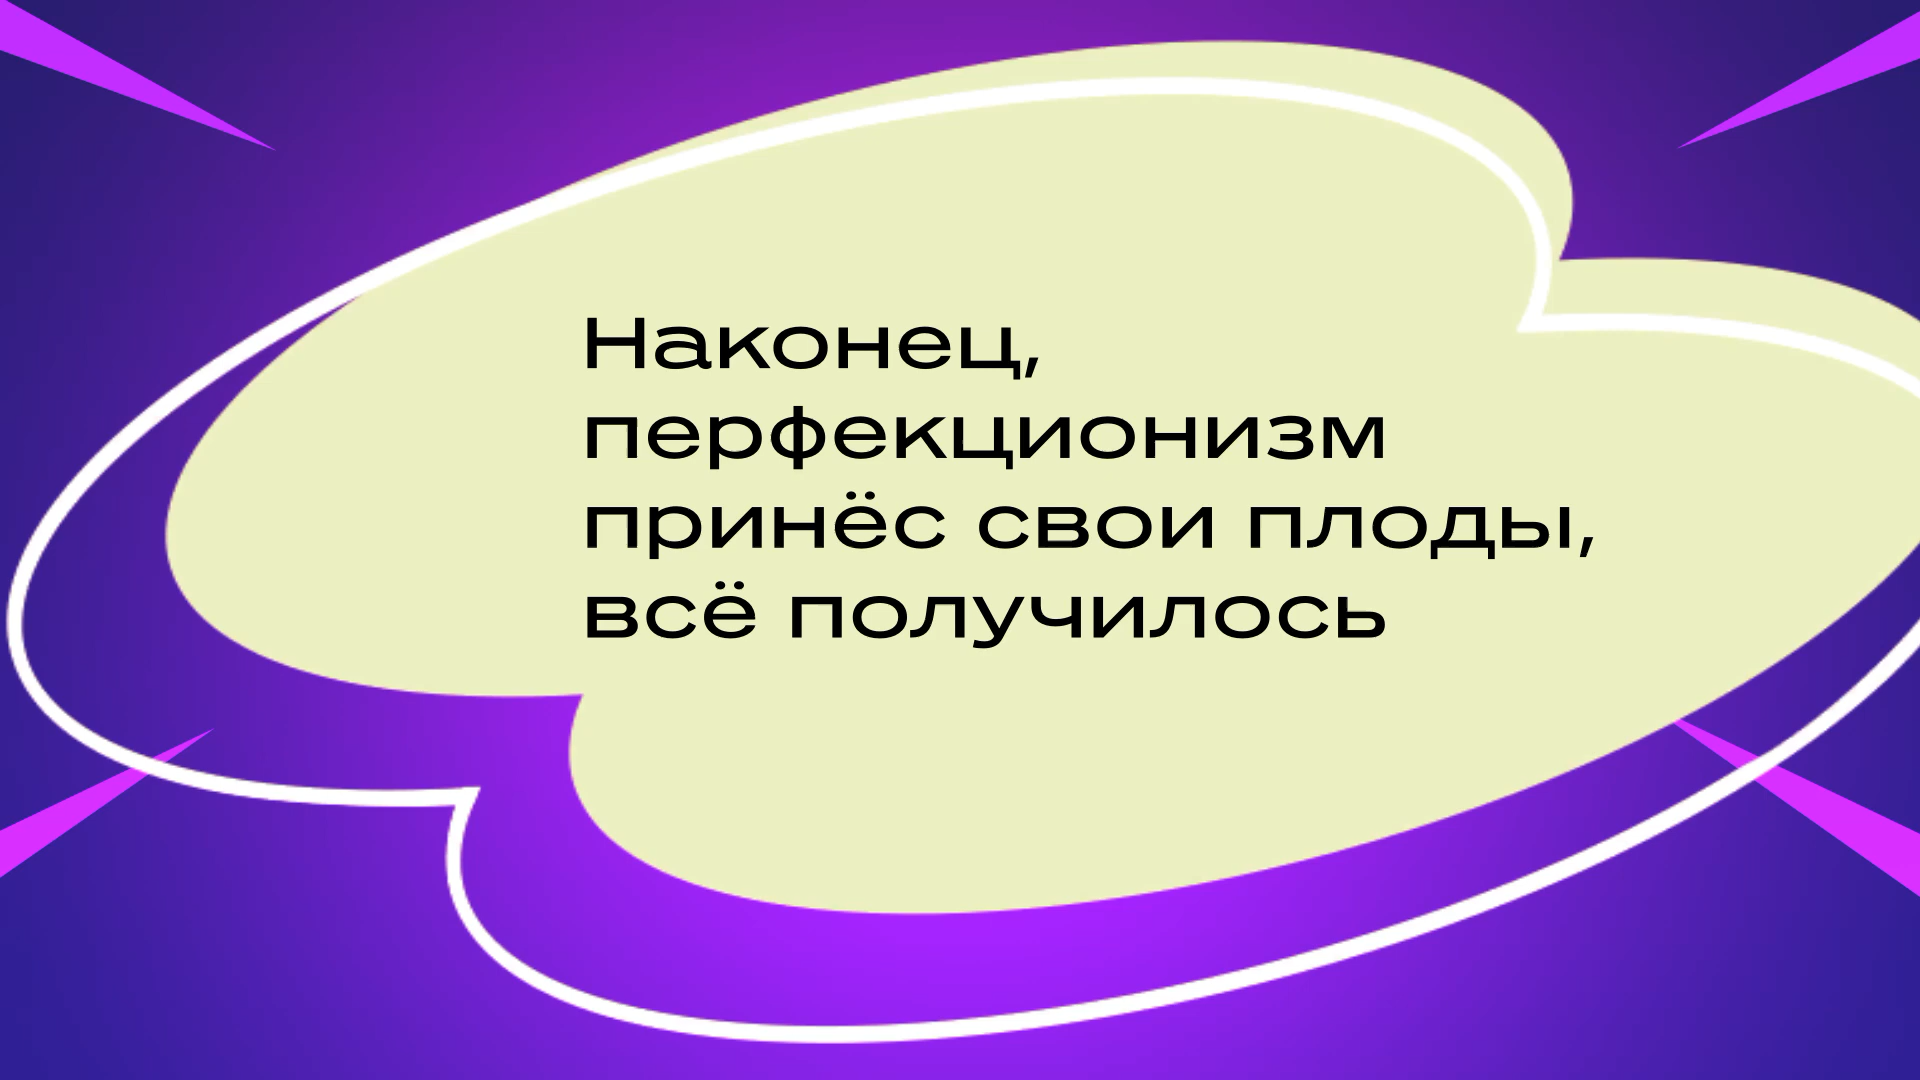 Наконец,
перфекционизм
принёс свои плоды,
всё получилось